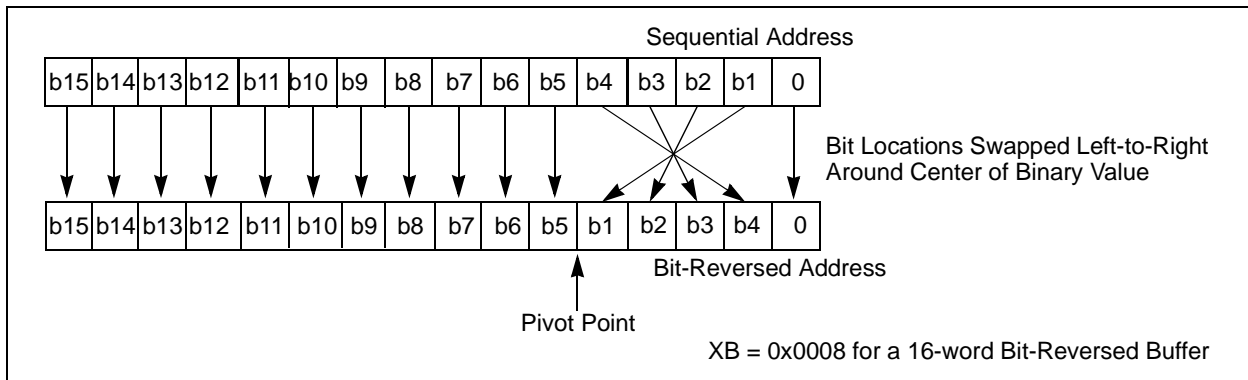 Sequential Address
b15 b14 b13 b12 b11 b10 b9 b8 b7 b6 b5 b4 b3 b2 b1 0
Bit Locations Swapped Left-to-Right
Around Center of Binary Value
b15 b14 b13 b12 b11 b10 b9 b8 b7 b6 b5 b1 b2 b3 b4 0
Bit-Reversed Address
Pivot Point
XB = 0x0008 for a 16-word Bit-Reversed Buffer